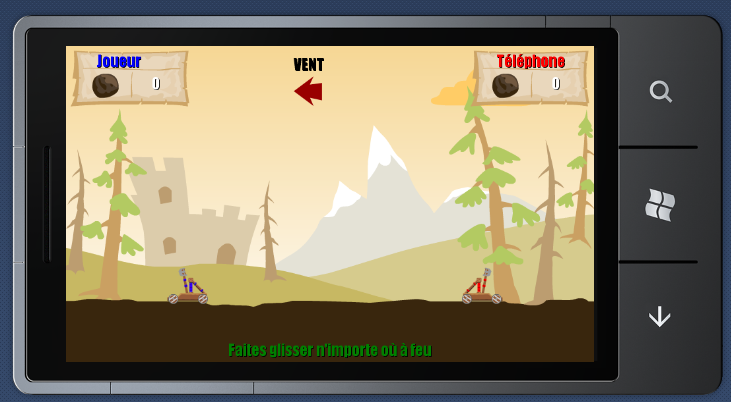 Joueur
0
VENT
Téléphone
0
Faites glisser n'importe où à feu